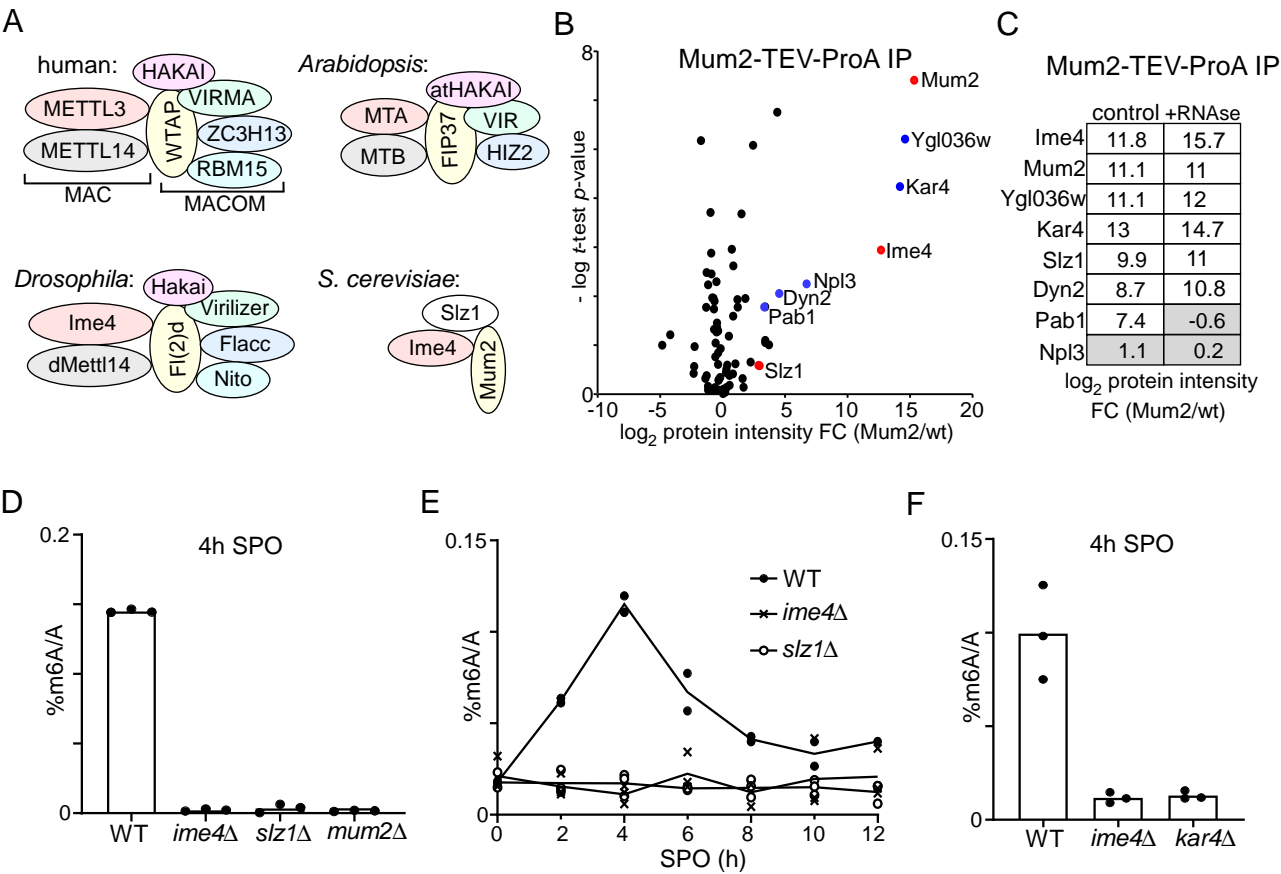 A
human:
HAKAI
METTL3
VIRMA
WTAP
ZC3H13
METTL14
RBM15
MAC
MACOM
Arabidopsis:
atHAKAI
MTA
VIR
FIP37
MTB
HIZ2
Drosophila:
Hakai
Virilizer
Ime4
Fl(2)d
Flacc
dMettl14
Nito
S. cerevisiae:
Slz1
Ime4
Mum2
B
Mum2-TEV-ProA IP
8
0
- log t-test p-value
Mum2
Ygl036w
Kar4
Ime4
Npl3
Dyn2
Pab1
Slz1
-10 -5 0 5 10 15 20
log2 protein intensity FC (Mum2/wt)
C
Mum2-TEV-ProA IP
control +RNAse
Ime4 11.8 15.7
Mum2 11.1 11
Ygl036w 11.1 12
Kar4 13 14.7
Slz1 9.9 11
Dyn2 8.7 10.8
Pab1 7.4 -0.6
Npl3 1.1 0.2
log2 protein intensity
FC (Mum2/wt)
D
4h SPO
0.2
0
%m6A/A
WT ime4Δ slz1Δ mum2Δ
E
0.15
0
%m6A/A
WT
ime4Δ
slz1Δ
0 2 4 6 8 10 12
SPO (h)
F
4h SPO
0.15
0
%m6A/A
WT ime4Δ kar4Δ